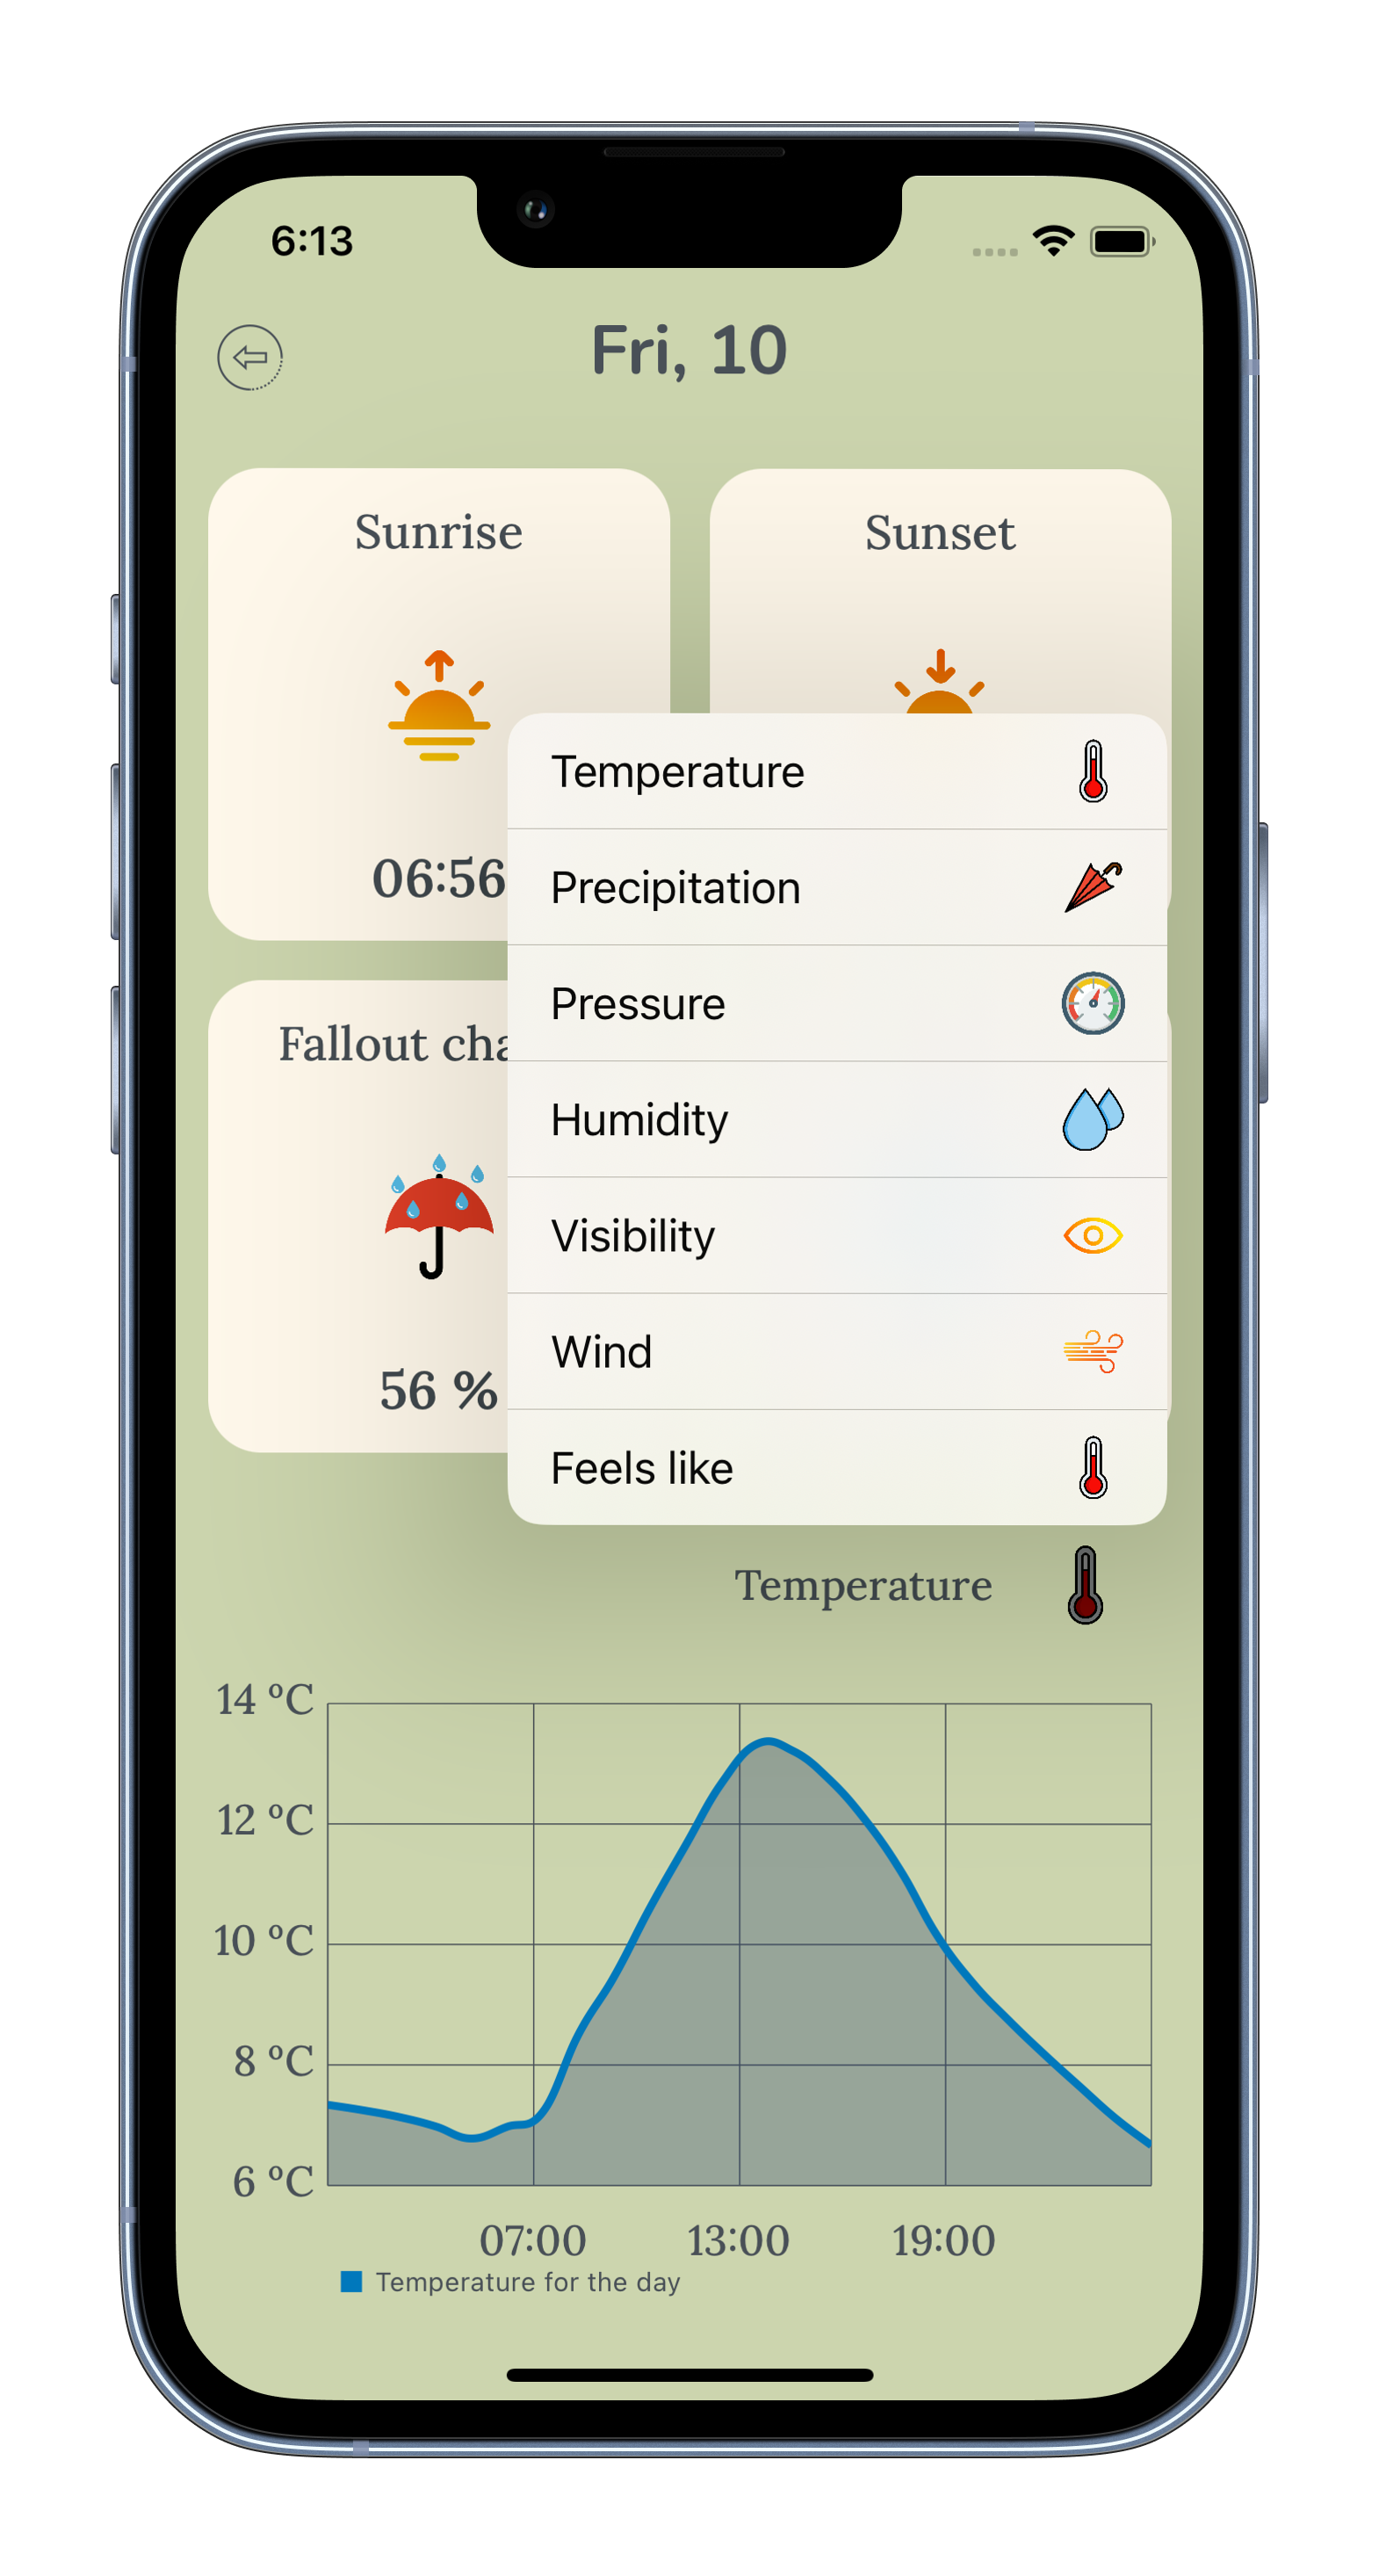 6:13
Fri, 10
Sunrise
Sunset
06:56
Fallout cha
56 %
Temperature
Precipitation
Pressure
Humidity
Visibility
Wind
Feels like
Temperature
14 °C
12 °C
10 °C
8 °C
6 °C
07:00 13:00 19:00
Temperature for the day